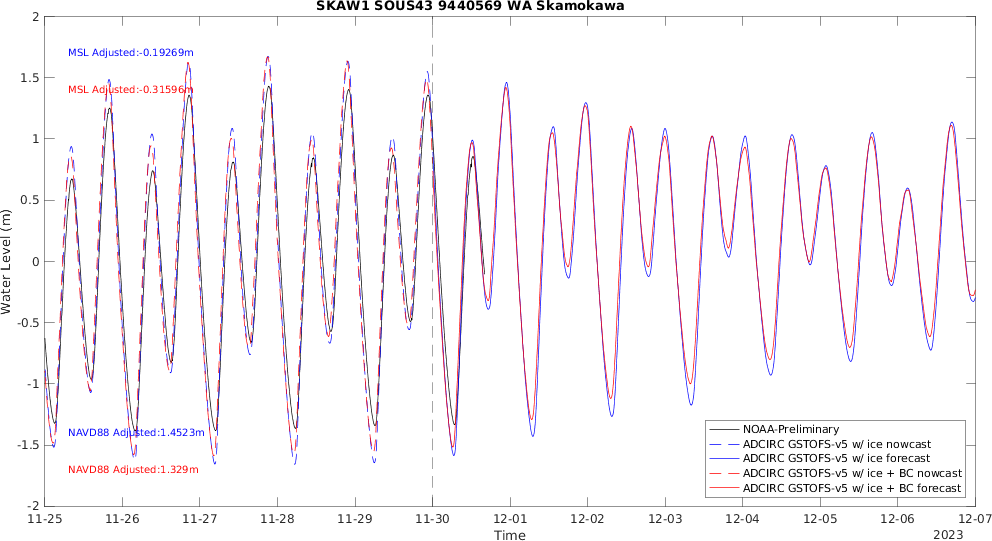 SKAW1 SOUS43 9440569 WA Skamokawa
Water Level (m)
2
1.5
1
0.5
0
-0.5
-1
-1.5
-2
MSL Adjusted:-0.19269m
MSL Adjusted:-0.31596m
NAVD88 Adjusted:1.4523m
NAVD88 Adjusted:1.329m
NOAA-Preliminary
ADCIRC GSTOFS-v5 w/ ice nowcast
ADCIRC GSTOFS-v5 w/ ice forecast
ADCIRC GSTOFS-v5 w/ ice + BC nowcast
ADCIRC GSTOFS-v5 w/ ice + BC forecast
11-25 11-26 11-27 11-28 11-29 11-30 12-01 12-02 12-03 12-04 12-05 12-06 12-07
Time
2023